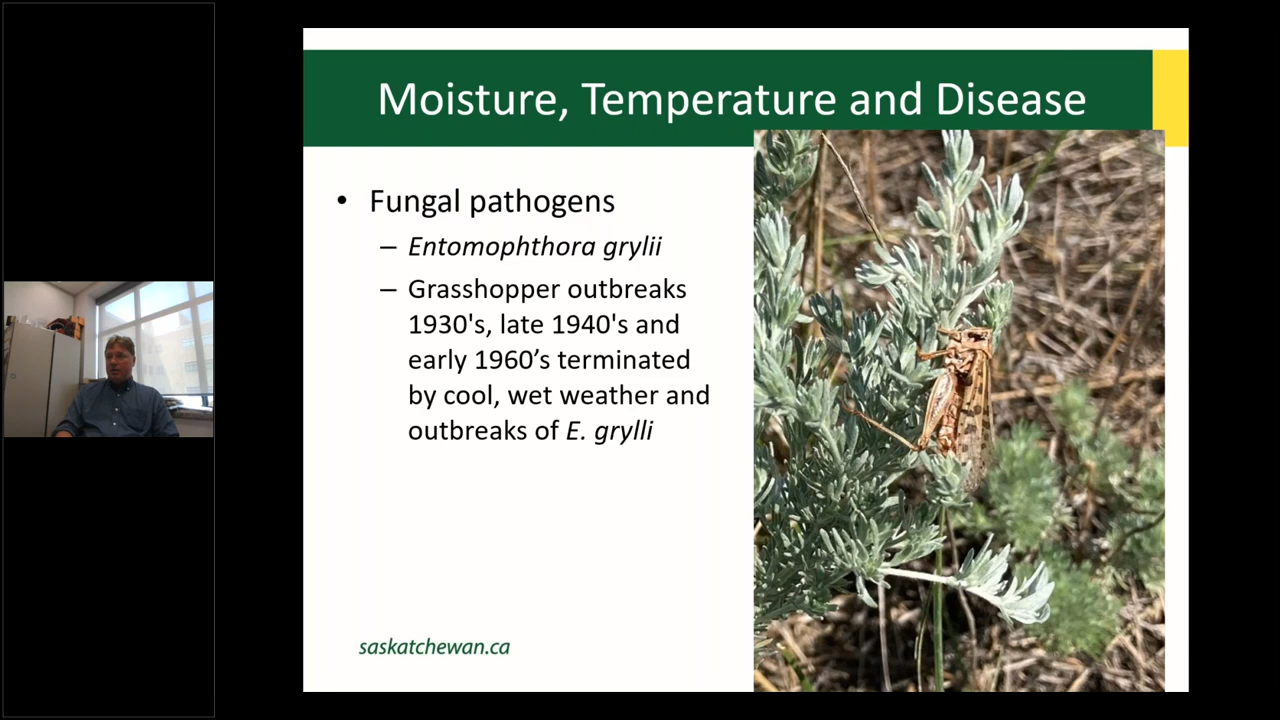 Moisture, Temperature and Disease
• Fungal pathogens
– Entomophthora grylii
– Grasshopper outbreaks
1930's, late 1940's and
early 1960’s terminated
by cool, wet weather and
outbreaks of E. grylli
saskatchewan.ca